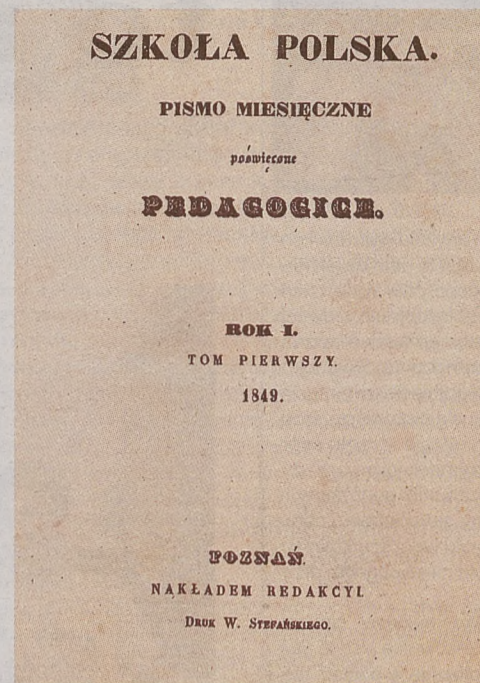 SZKOŁA POLSKA.
PISMO MIESIĘCZNE
poświęcone
PEDAGOGICE.
ROK I.
TOM PIERWSZY.
1849.
POZNAŃ.
NAKŁADEM REDAKCYI.
DRUK W. STEFAŃSKIEGO.